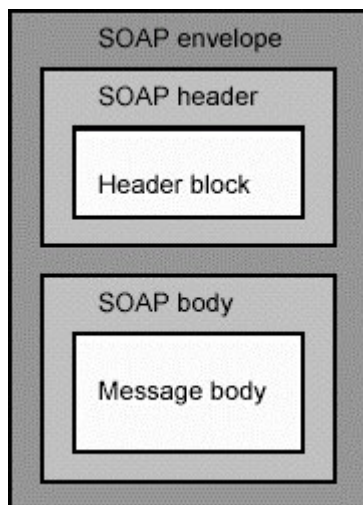 SOAP envelope
SOAP header
Header block
SOAP body
Message body